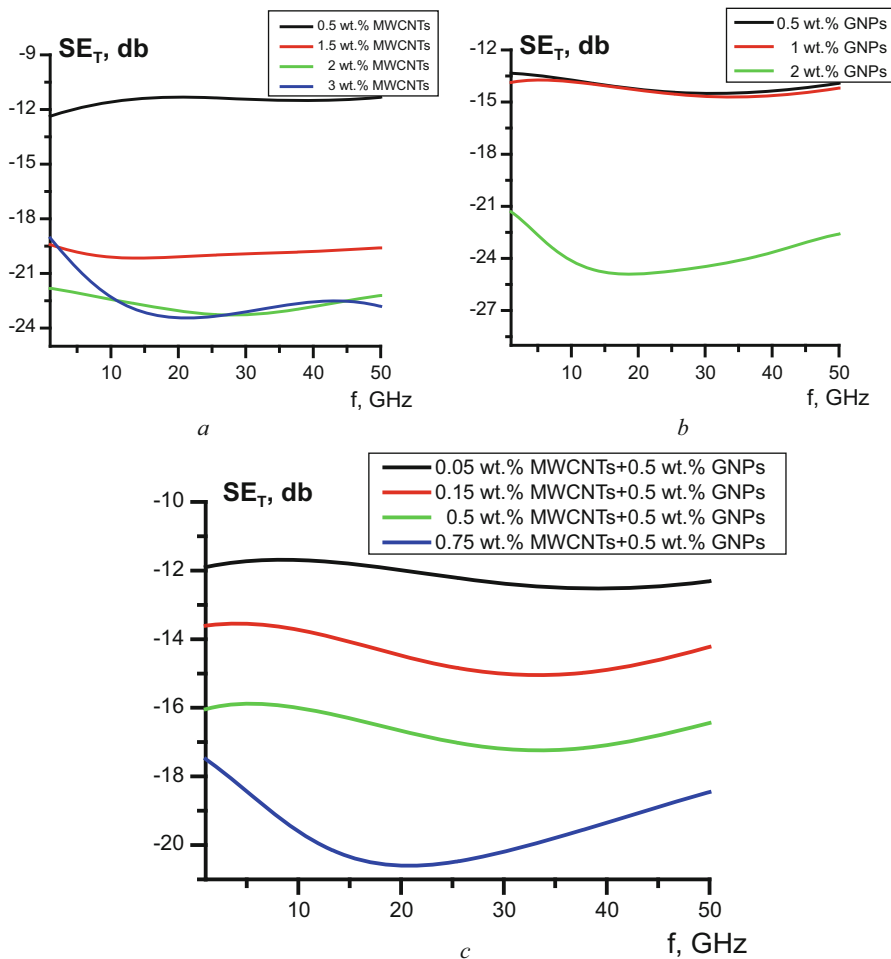 SE_T, db
0.5 wt.% MWCNTs
1.5 wt.% MWCNTs
2 wt.% MWCNTs
3 wt.% MWCNTs
-9
-12
-15
-18
-21
-24
10
20
30
40
50
f, GHz
a
SE_T, db
0.5 wt.% GNPs
1 wt.% GNPs
2 wt.% GNPs
-12
-15
-18
-21
-24
-27
10
20
30
40
50
f, GHz
b
SE_T, db
0.05 wt.% MWCNTs+0.5 wt.% GNPs
0.15 wt.% MWCNTs+0.5 wt.% GNPs
0.5 wt.% MWCNTs+0.5 wt.% GNPs
0.75 wt.% MWCNTs+0.5 wt.% GNPs
-10
-12
-14
-16
-18
-20
10
20
30
40
50
f, GHz
c